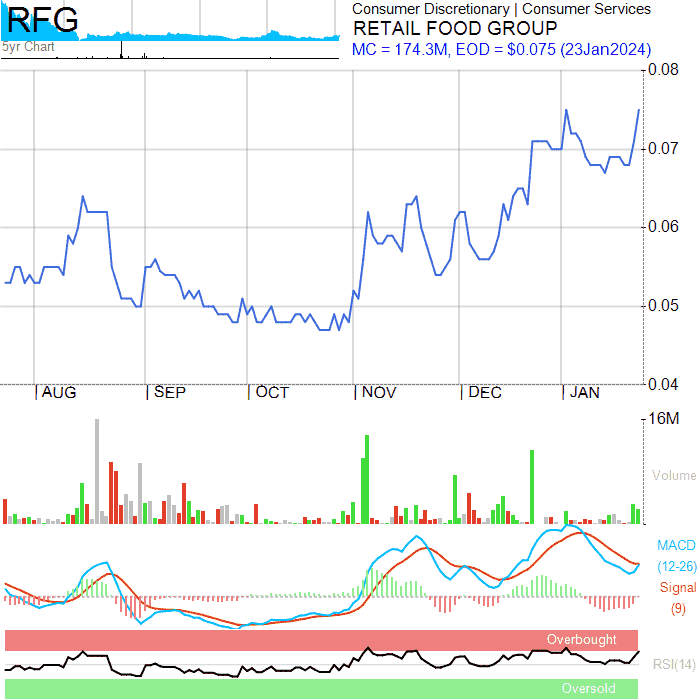 RFG
5yr Chart
Consumer Discretionary | Consumer Services
RETAIL FOOD GROUP
MC = 174.3M, EOD = $0.075 (23Jan2024)
0.08
0.07
0.06
0.05
0.04
|AUG |SEP |OCT |NOV |DEC |JAN
16M
Volume
MACD
(12-26)
Signal
(9)
Overbought
RSI(14)
Oversold